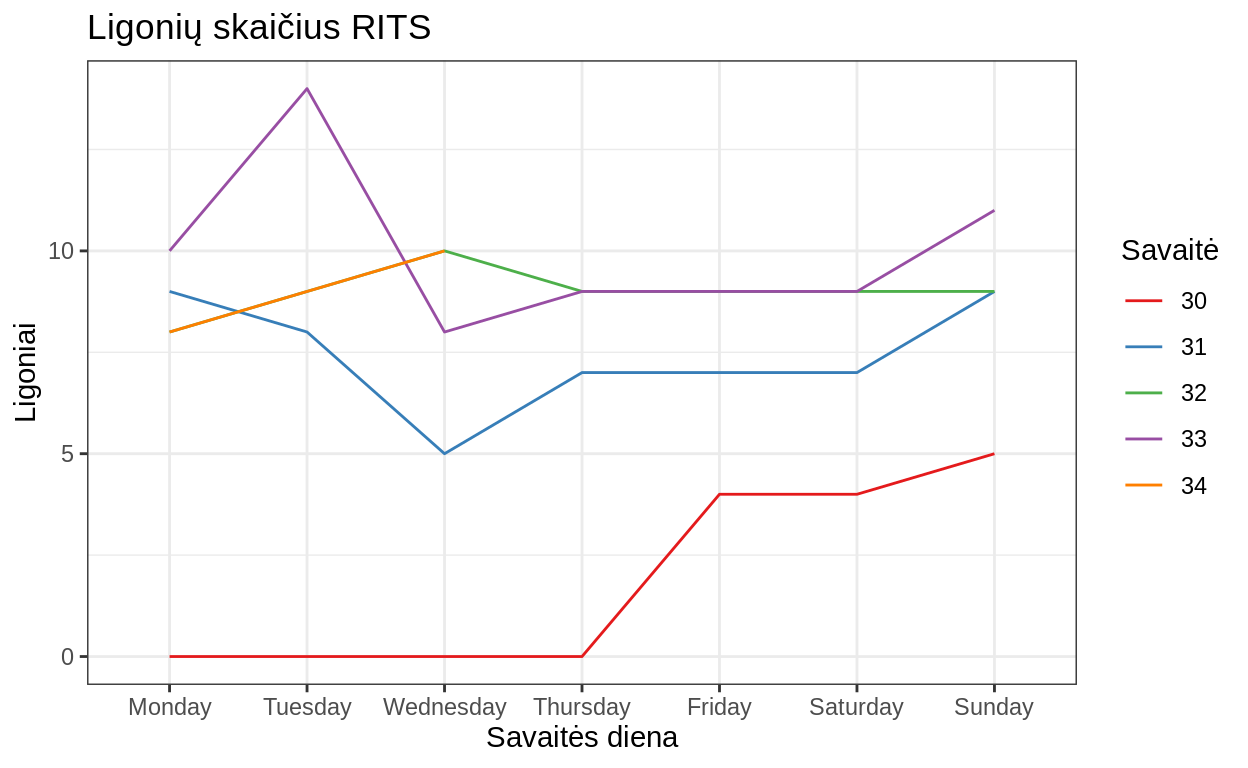 Ligonių skaičius RITS
Ligoniai
10
5
0
Monday Tuesday Wednesday Thursday Friday Saturday Sunday
Savaitės diena
Savaitė
30
31
32
33
34